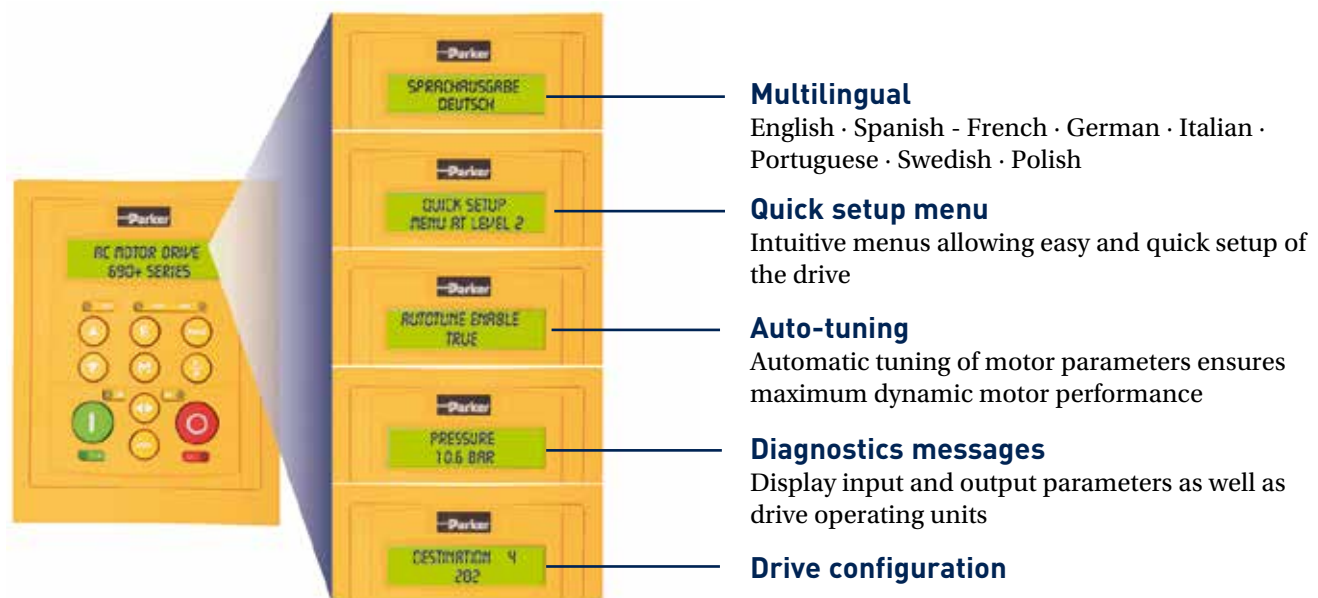 Parker
AC MOTOR DRIVE
690+ SERIES
Parker
SPRACHAUSGABE
DEUTSCH
Multilingual
English · Spanish - French · German · Italian ·
Portuguese · Swedish · Polish
Parker
QUICK SETUP
MENU AT LEVEL 2
Quick setup menu
Intuitive menus allowing easy and quick setup of
the drive
Parker
AUTOTUNE ENABLE
TRUE
Auto-tuning
Automatic tuning of motor parameters ensures
maximum dynamic motor performance
Parker
PRESSURE
10.6 BAR
Diagnostics messages
Display input and output parameters as well as
drive operating units
Parker
DESTINATION 4
202
Drive configuration